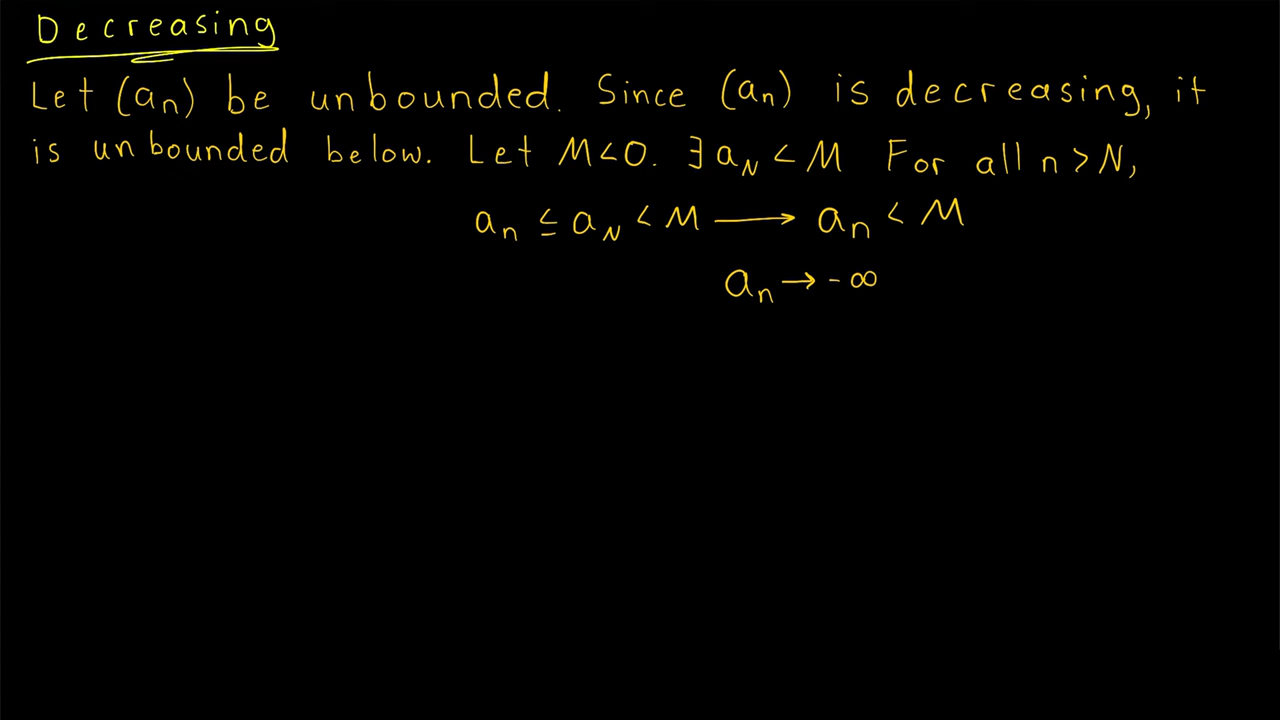 Decreasing
Let (aₙ) be unbounded. Since (aₙ) is decreasing, it
is unbounded below. Let M<0. ∃ a_N < M For all n > N,
aₙ ≤ a_N < M ⟶ aₙ < M
aₙ → -∞